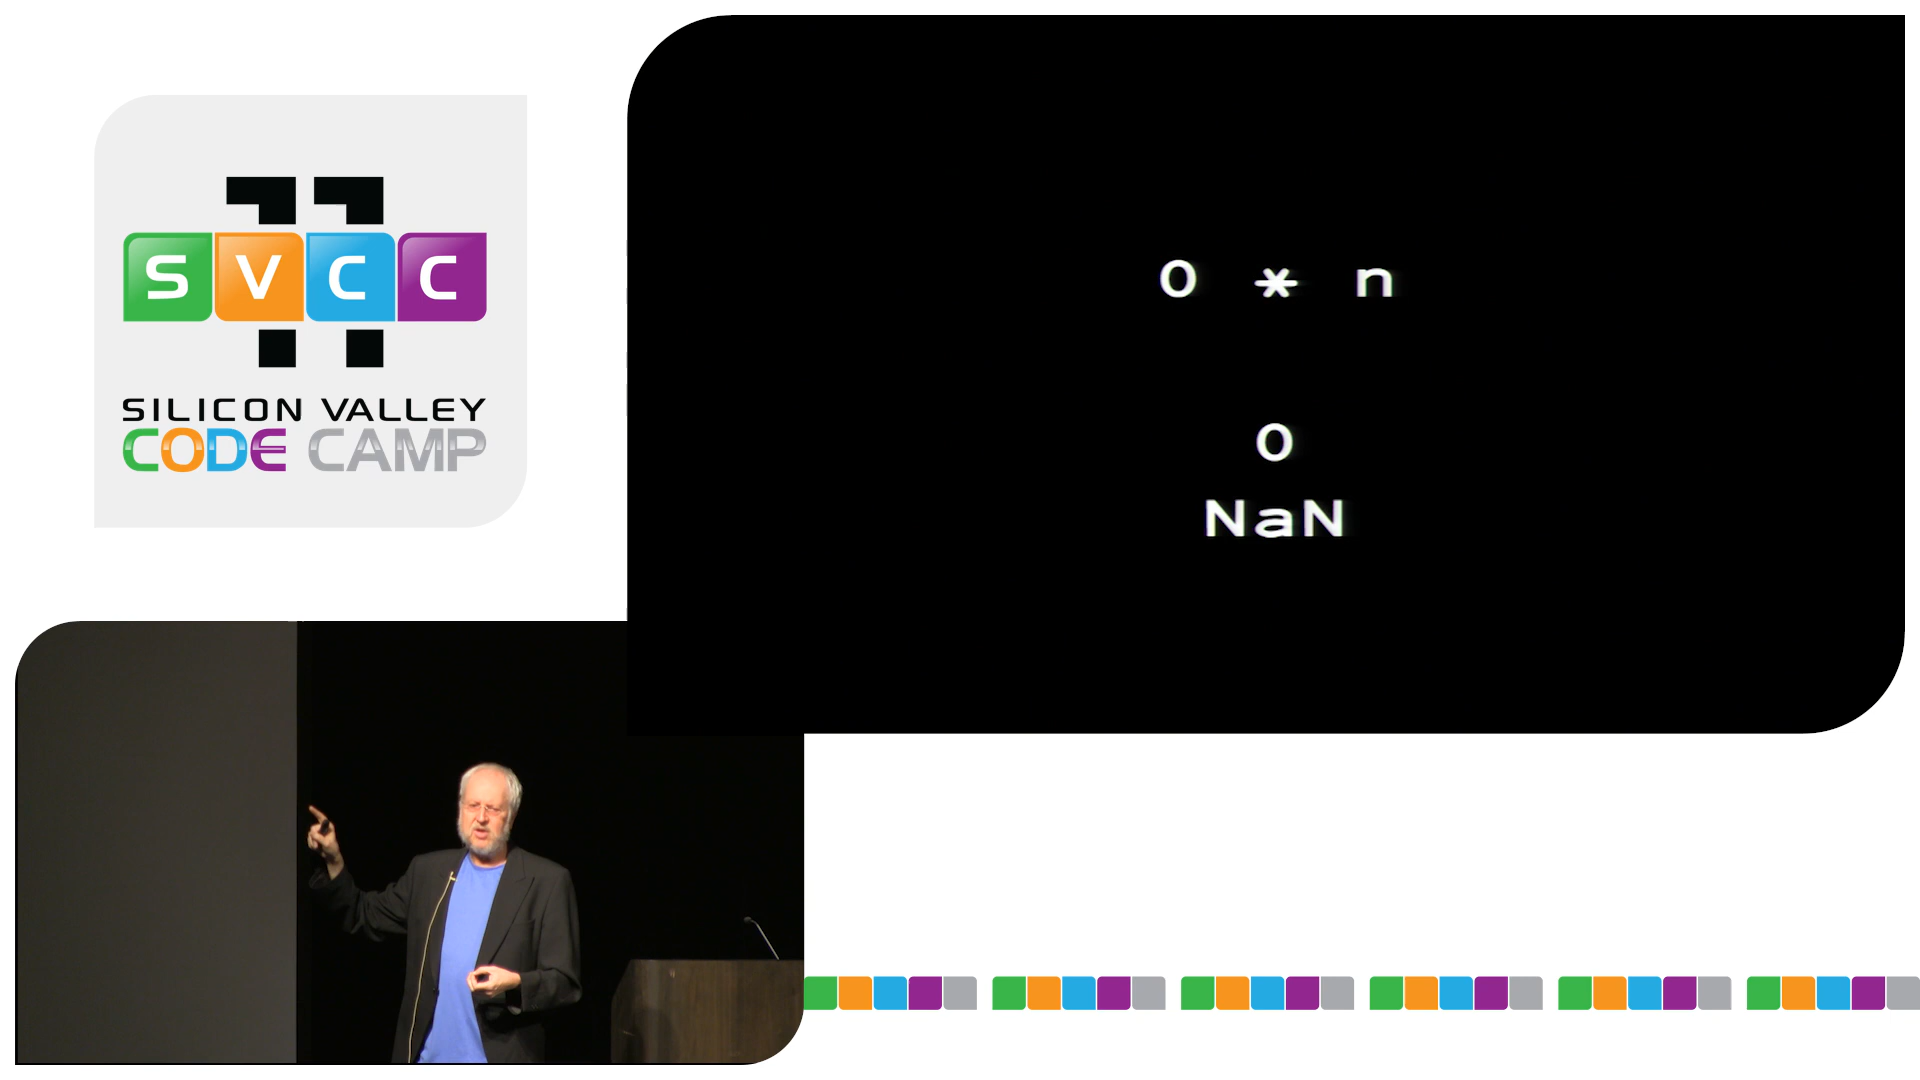 SVCC
SILICON VALLEY
CODE CAMP
0 * n
0
NaN